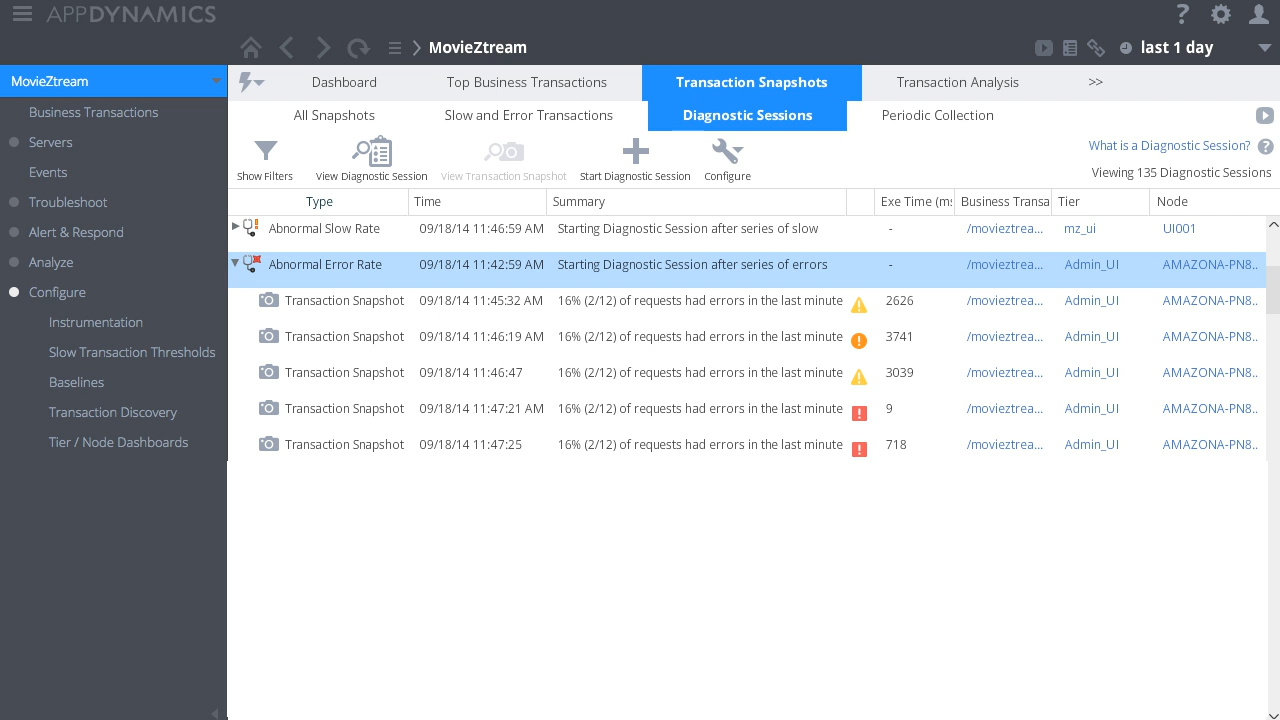 APPDYNAMICS
?
MovieZtream
last 1 day
MovieZtream
Business Transactions
Servers
Events
Troubleshoot
Alert & Respond
Analyze
Configure
Instrumentation
Slow Transaction Thresholds
Baselines
Transaction Discovery
Tier / Node Dashboards
Dashboard
Top Business Transactions
Transaction Snapshots
Transaction Analysis
>>
All Snapshots
Slow and Error Transactions
Diagnostic Sessions
Periodic Collection
Show Filters
View Diagnostic Session
View Transaction Snapshot
Start Diagnostic Session
Configure
What is a Diagnostic Session? ?
Viewing 135 Diagnostic Sessions
Type Time Summary Exe Time (ms Business Transa Tier Node
Abnormal Slow Rate 09/18/14 11:46:59 AM Starting Diagnostic Session after series of slow - /movieztrea... mz_ui UI001
Abnormal Error Rate 09/18/14 11:42:59 AM Starting Diagnostic Session after series of errors - /movieztrea... Admin_UI AMAZONA-PN8..
Transaction Snapshot 09/18/14 11:45:32 AM 16% (2/12) of requests had errors in the last minute 2626 /movieztrea... Admin_UI AMAZONA-PN8..
Transaction Snapshot 09/18/14 11:46:19 AM 16% (2/12) of requests had errors in the last minute 3741 /movieztrea... Admin_UI AMAZONA-PN8..
Transaction Snapshot 09/18/14 11:46:47 16% (2/12) of requests had errors in the last minute 3039 /movieztrea... Admin_UI AMAZONA-PN8..
Transaction Snapshot 09/18/14 11:47:21 AM 16% (2/12) of requests had errors in the last minute 9 /movieztrea... Admin_UI AMAZONA-PN8..
Transaction Snapshot 09/18/14 11:47:25 16% (2/12) of requests had errors in the last minute 718 /movieztrea... Admin_UI AMAZONA-PN8..